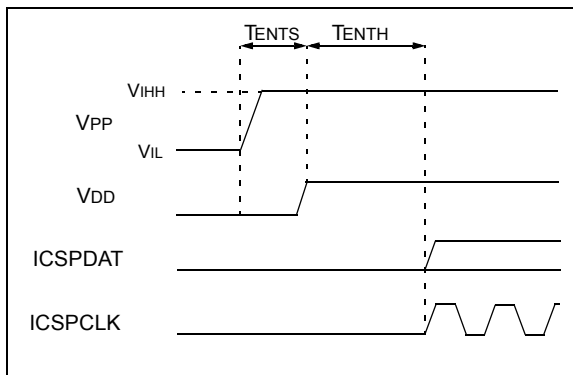 TENTS TENTH
VIHH
VPP
VIL
VDD
ICSPDAT
ICSPCLK